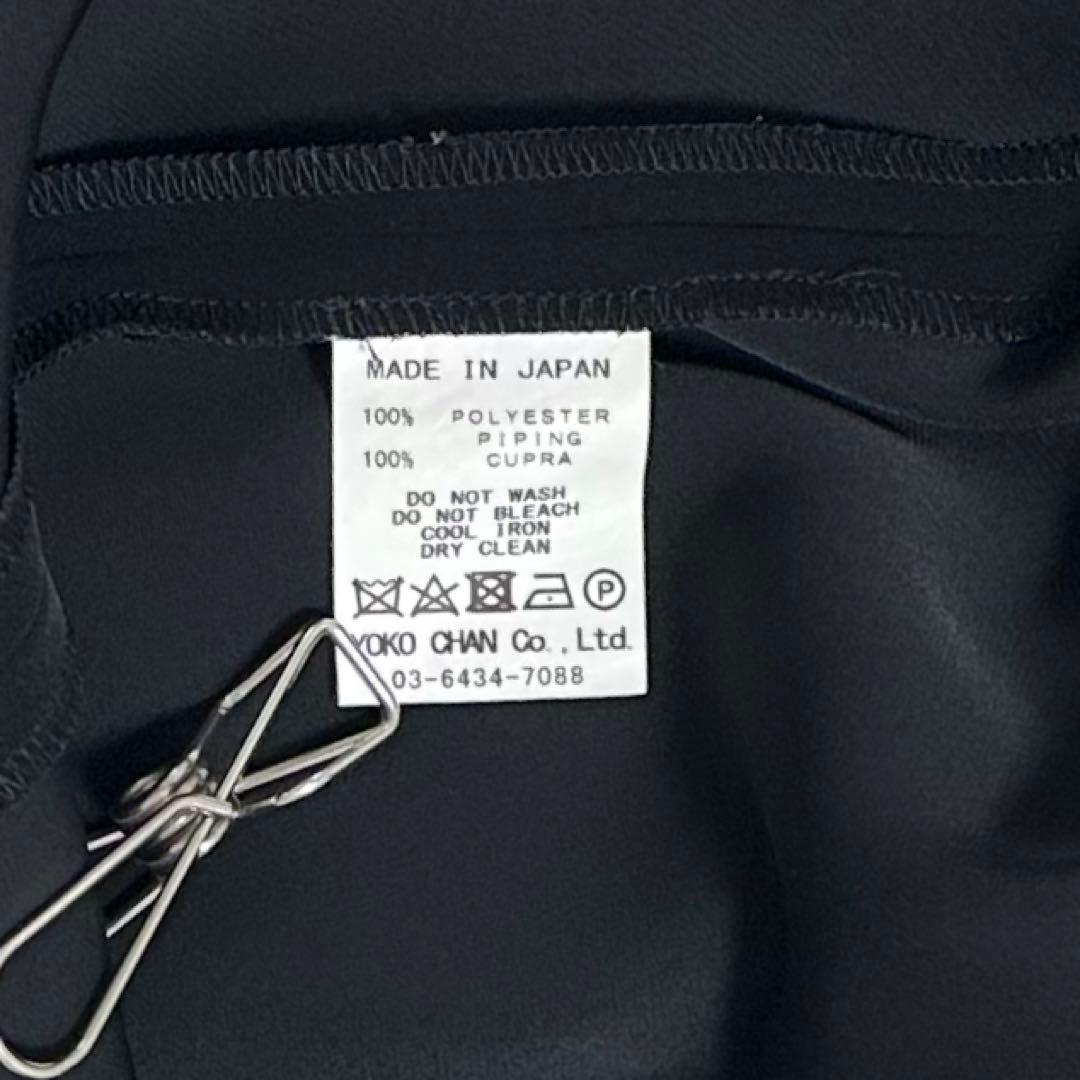 MADE IN JAPAN
100% POLYESTER
PIPING
100% CUPRA
DO NOT WASH
DO NOT BLEACH
COOL IRON
DRY CLEAN
P
YOKO CHAN Co.,Ltd.
03-6434-7088